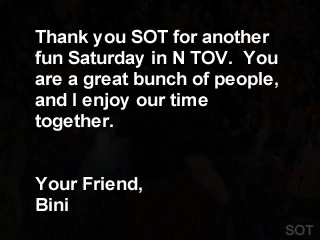 Thank you SOT for another
fun Saturday in N TOV.  You
are a great bunch of people,
and I enjoy our time
together.
Your Friend,
Bini
SOT